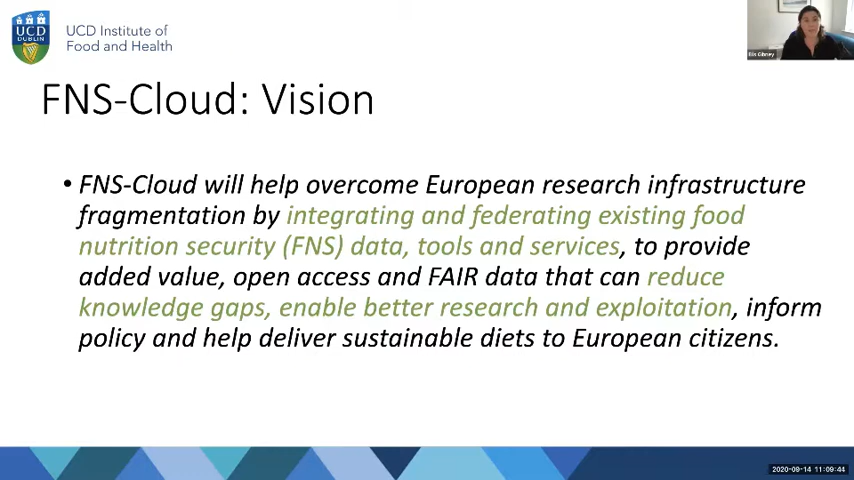 UCD
DUBLIN
UCD Institute of
Food and Health
FNS-Cloud: Vision
• FNS-Cloud will help overcome European research infrastructure
fragmentation by integrating and federating existing food
nutrition security (FNS) data, tools and services, to provide
added value, open access and FAIR data that can reduce
knowledge gaps, enable better research and exploitation, inform
policy and help deliver sustainable diets to European citizens.
Gibney
2020-09-14 11:09:44